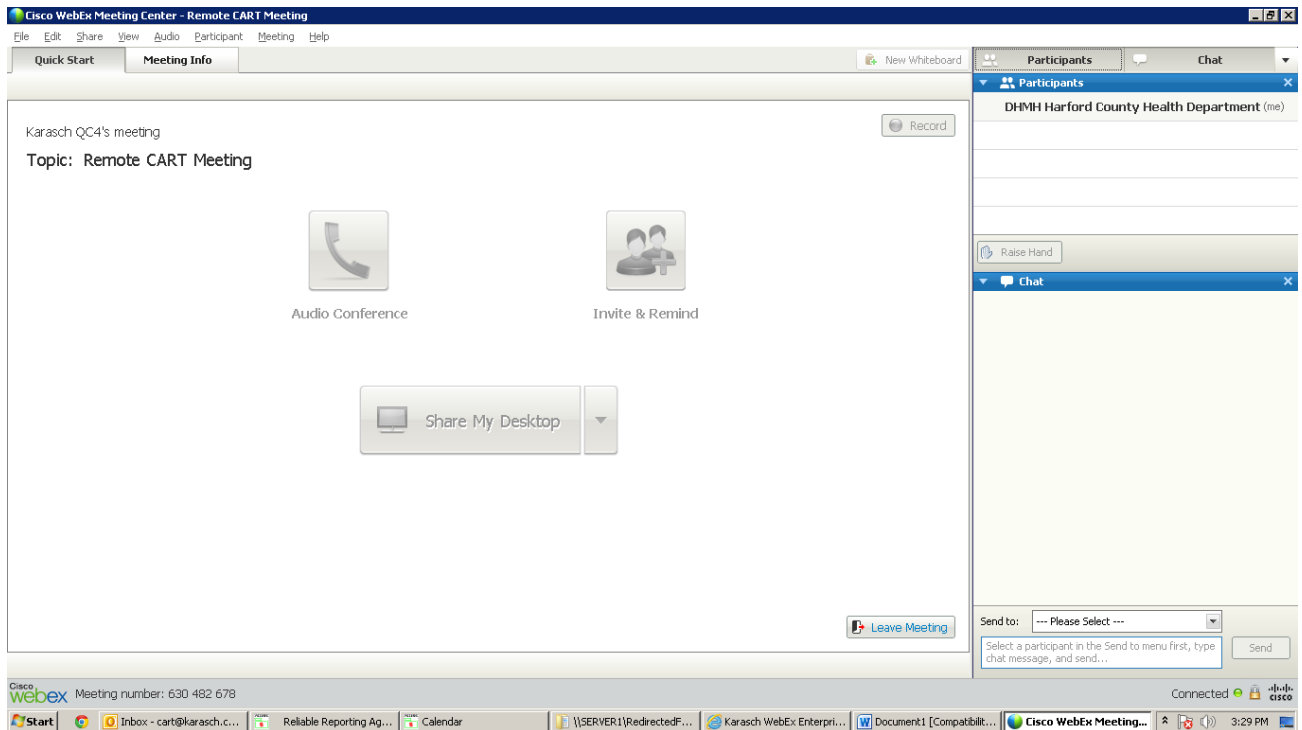 Cisco WebEx Meeting Center - Remote CART Meeting
File Edit Share View Audio Participant Meeting Help
Quick Start Meeting Info New Whiteboard
Karasch QC4's meeting
Record
Topic: Remote CART Meeting
Audio Conference Invite & Remind
Share My Desktop
Leave Meeting
Participants Chat
Participants
DHMH Harford County Health Department (me)
Raise Hand
Chat
Send to: --- Please Select ---
Select a participant in the Send to menu first, type
chat message, and send...
Send
Cisco webex Meeting number: 630 482 678
Connected cisco
Start Inbox - cart@karasch.c... Reliable Reporting Ag... Calendar \\SERVER1\RedirectedF... Karasch WebEx Enterpri... Document1 [Compatibilit... Cisco WebEx Meeting... 3:29 PM